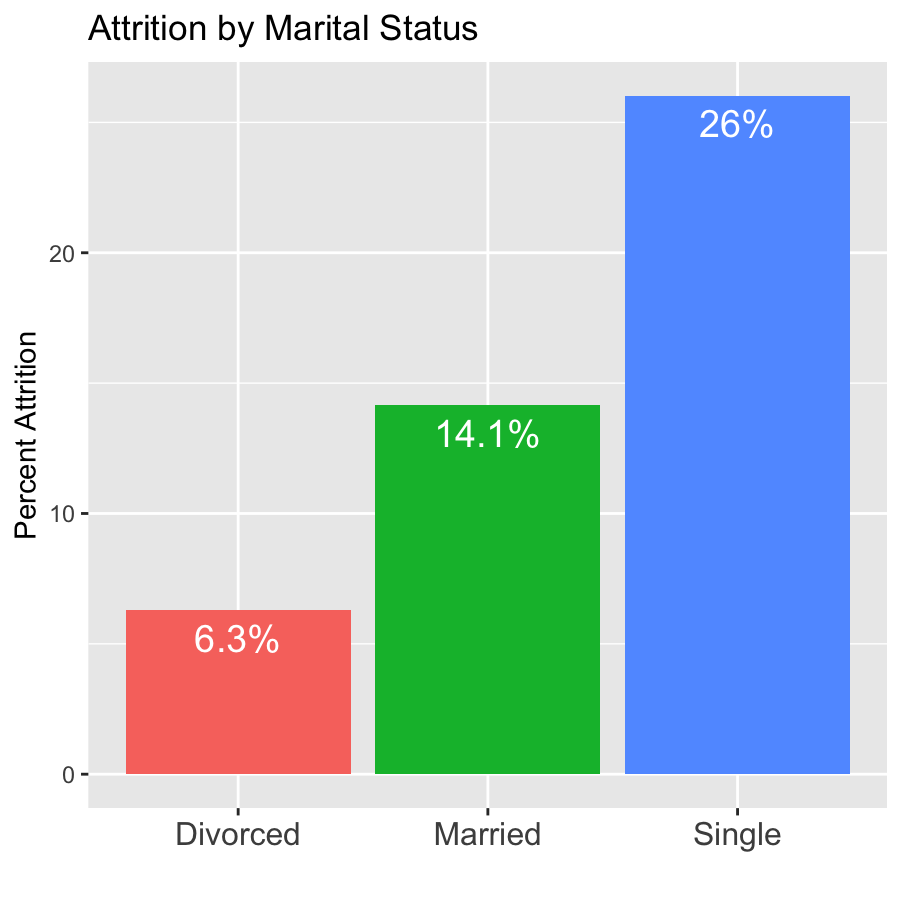 Attrition by Marital Status
Percent Attrition
20
10
0
26%
14.1%
6.3%
Divorced
Married
Single